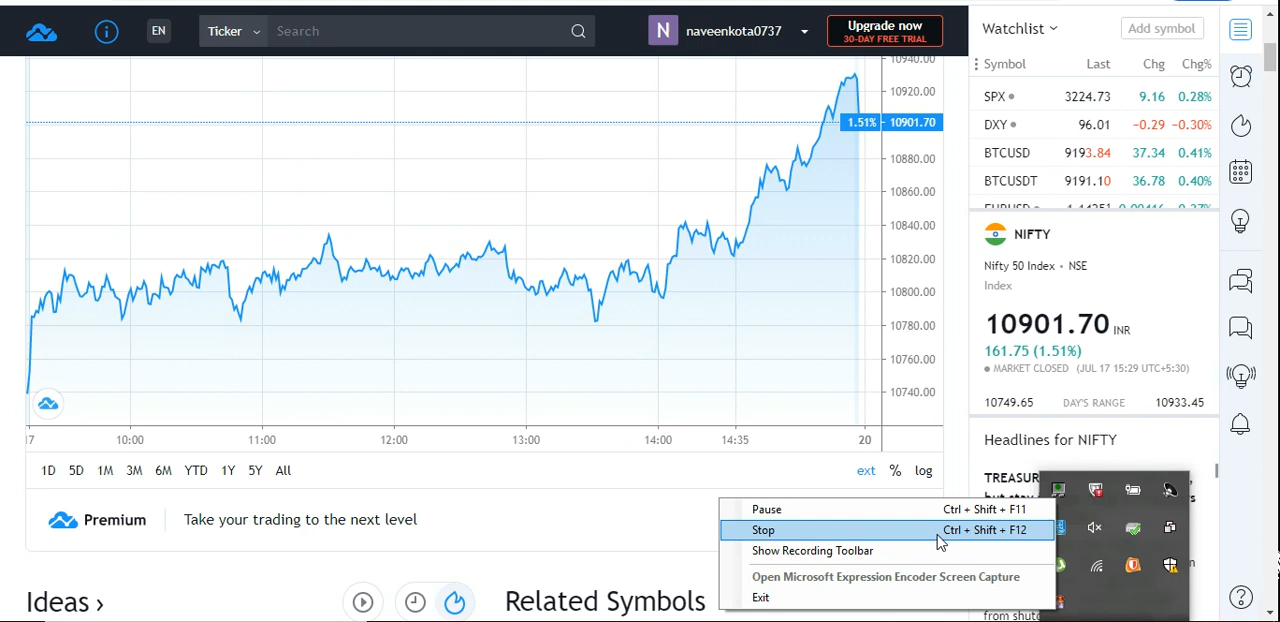 EN
Ticker
Search
N
naveenkota0737
Upgrade now
30-DAY FREE TRIAL
Watchlist
Add symbol
Symbol Last Chg Chg%
SPX 3224.73 9.16 0.28%
DXY 96.01 −0.29 −0.30%
BTCUSD 9193.84 37.34 0.41%
BTCUSDT 9191.10 36.78 0.40%
10940.00
10920.00
1.51% 10901.70
10880.00
10860.00
10840.00
10820.00
10800.00
10780.00
10760.00
10740.00
17 10:00 11:00 12:00 13:00 14:00 14:35 20
1D 5D 1M 3M 6M YTD 1Y 5Y All
ext % log
NIFTY
Nifty 50 Index • NSE
Index
10901.70 INR
161.75 (1.51%)
MARKET CLOSED (JUL 17 15:29 UTC+5:30)
10749.65 DAY'S RANGE 10933.45
Headlines for NIFTY
Premium
Take your trading to the next level
Pause Ctrl + Shift + F11
Stop Ctrl + Shift + F12
Show Recording Toolbar
Open Microsoft Expression Encoder Screen Capture
Exit
Ideas ›
Related Symbols